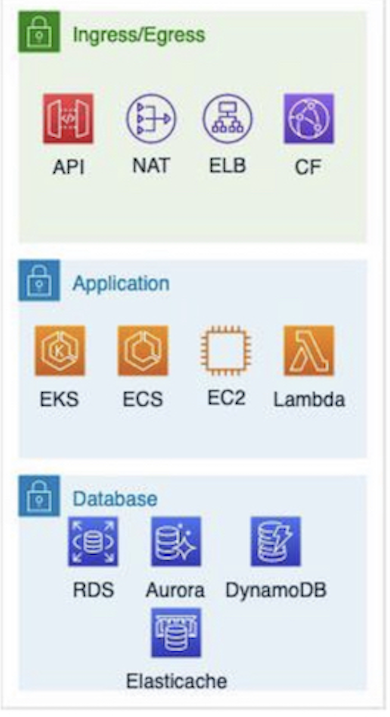 Ingress/Egress
API NAT ELB CF
Application
EKS ECS EC2 Lambda
Database
RDS Aurora DynamoDB
Elasticache